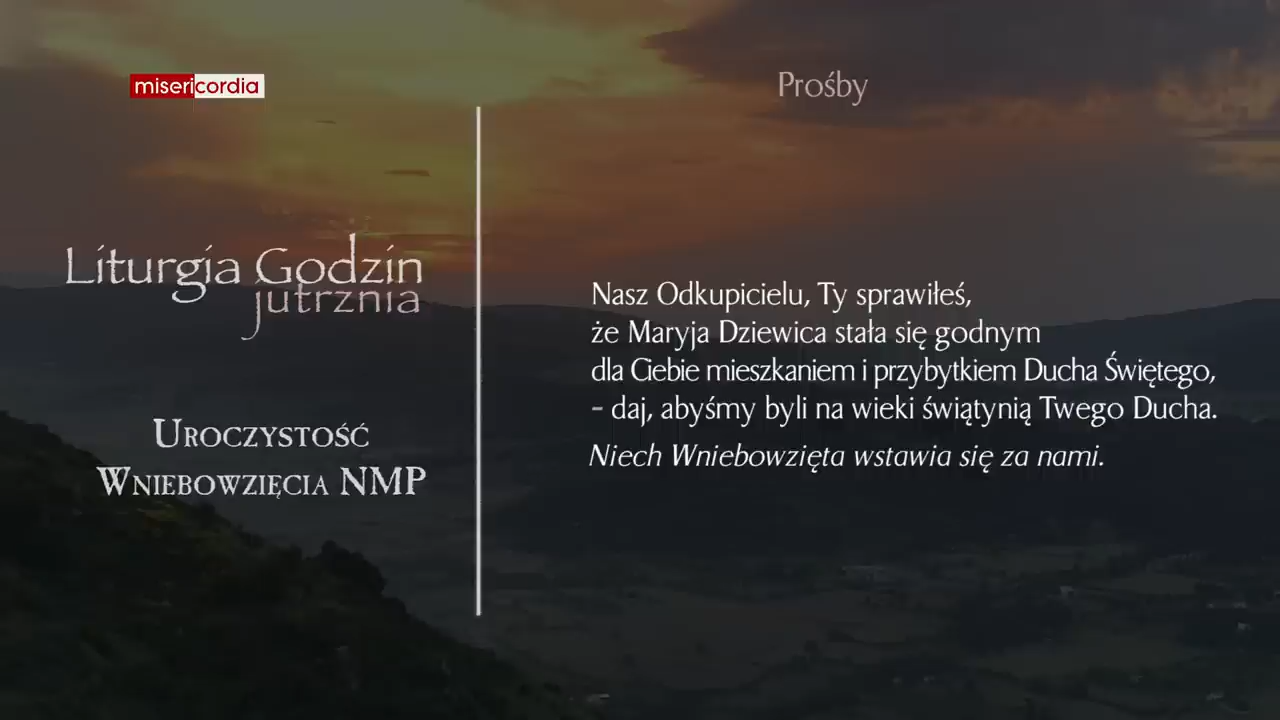 misericordia
Prośby
Liturgia Godzin
jutrznia
Uroczystość
Wniebowzięcia NMP
Nasz Odkupicielu, Ty sprawiłeś,
że Maryja Dziewica stała się godnym
dla Ciebie mieszkaniem i przybytkiem Ducha Świętego,
- daj, abyśmy byli na wieki świątynią Twego Ducha.
Niech Wniebowzięta wstawia się za nami.